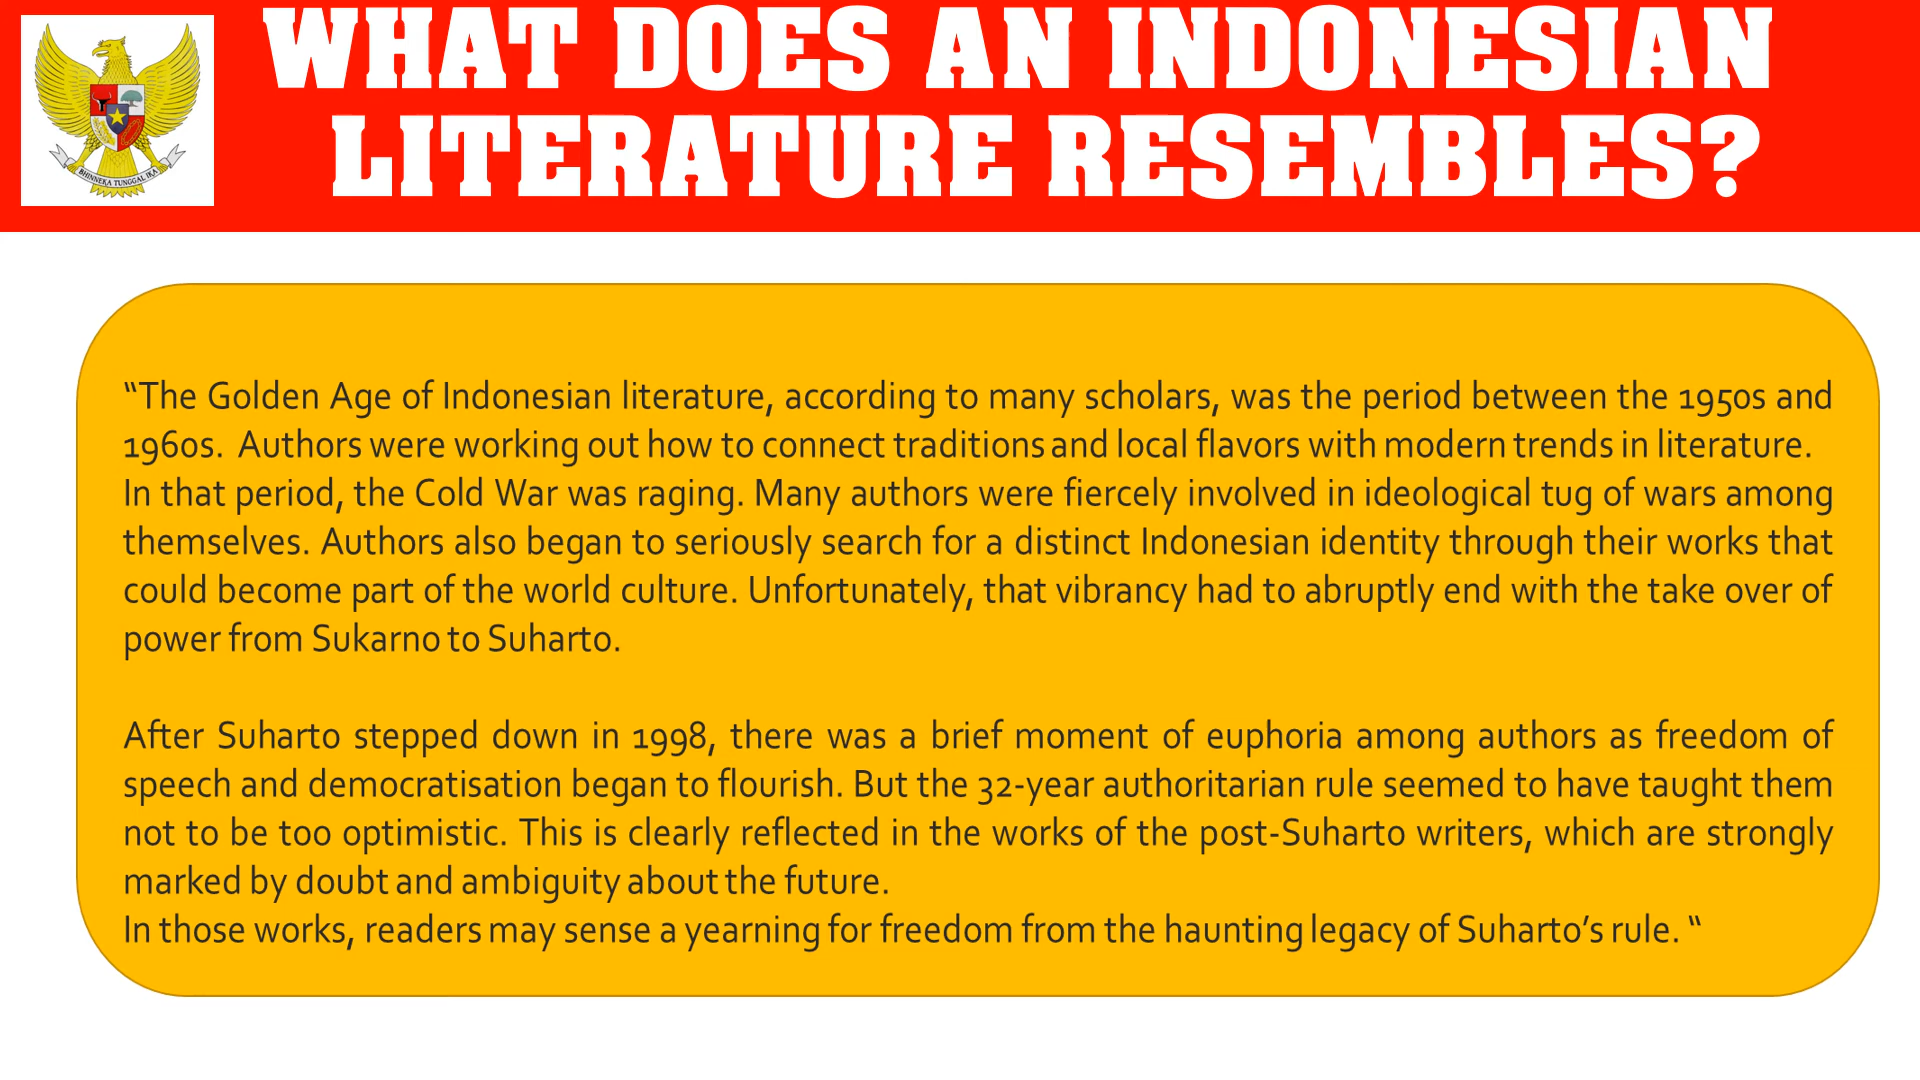 WHAT DOES AN INDONESIAN
LITERATURE RESEMBLES?
BHINNEKA TUNGGAL IKA
“The Golden Age of Indonesian literature, according to many scholars, was the period between the 1950s and
1960s. Authors were working out how to connect traditions and local flavors with modern trends in literature.
In that period, the Cold War was raging. Many authors were fiercely involved in ideological tug of wars among
themselves. Authors also began to seriously search for a distinct Indonesian identity through their works that
could become part of the world culture. Unfortunately, that vibrancy had to abruptly end with the take over of
power from Sukarno to Suharto.
After Suharto stepped down in 1998, there was a brief moment of euphoria among authors as freedom of
speech and democratisation began to flourish. But the 32-year authoritarian rule seemed to have taught them
not to be too optimistic. This is clearly reflected in the works of the post-Suharto writers, which are strongly
marked by doubt and ambiguity about the future.
In those works, readers may sense a yearning for freedom from the haunting legacy of Suharto’s rule. “